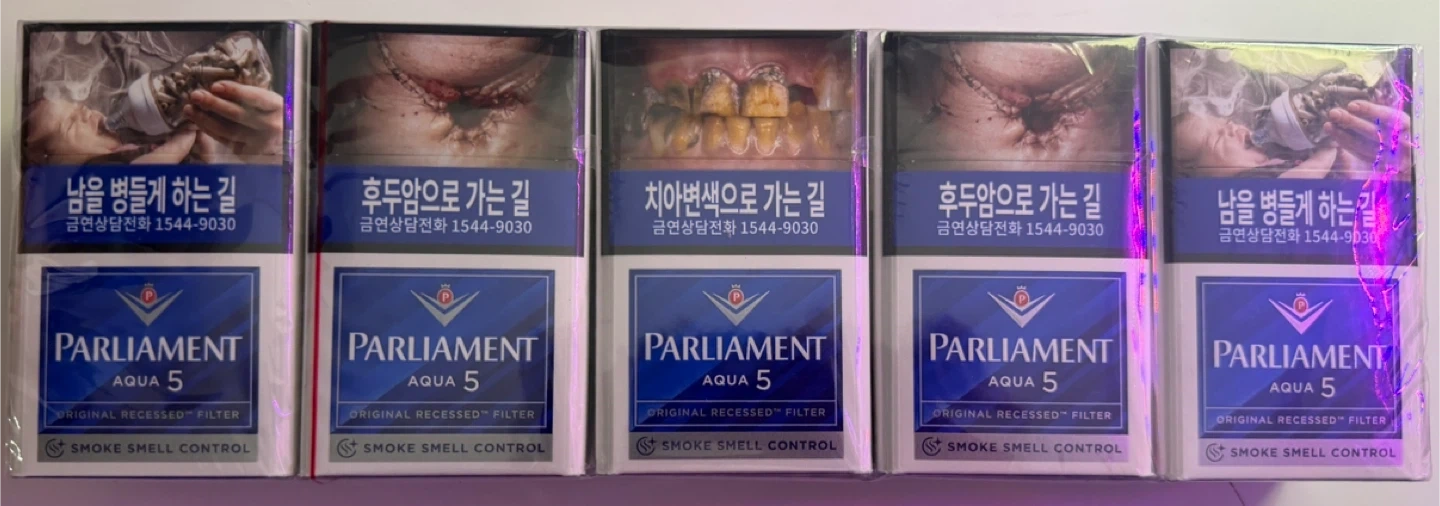 남을 병들게 하는 길
금연상담전화 1544-9030
P
PARLIAMENT
AQUA 5
ORIGINAL RECESSED™ FILTER
SMOKE SMELL CONTROL
후두암으로 가는 길
금연상담전화 1544-9030
P
PARLIAMENT
AQUA 5
ORIGINAL RECESSED™ FILTER
SMOKE SMELL CONTROL
치아변색으로 가는 길
금연상담전화 1544-9030
P
PARLIAMENT
AQUA 5
ORIGINAL RECESSED™ FILTER
SMOKE SMELL CONTROL
후두암으로 가는 길
금연상담전화 1544-9030
P
PARLIAMENT
AQUA 5
ORIGINAL RECESSED™ FILTER
SMOKE SMELL CONTROL
남을 병들게 하는 길
금연상담전화 1544-9030
P
PARLIAMENT
AQUA 5
ORIGINAL RECESSED™ FILTER
SMOKE SMELL CONTROL